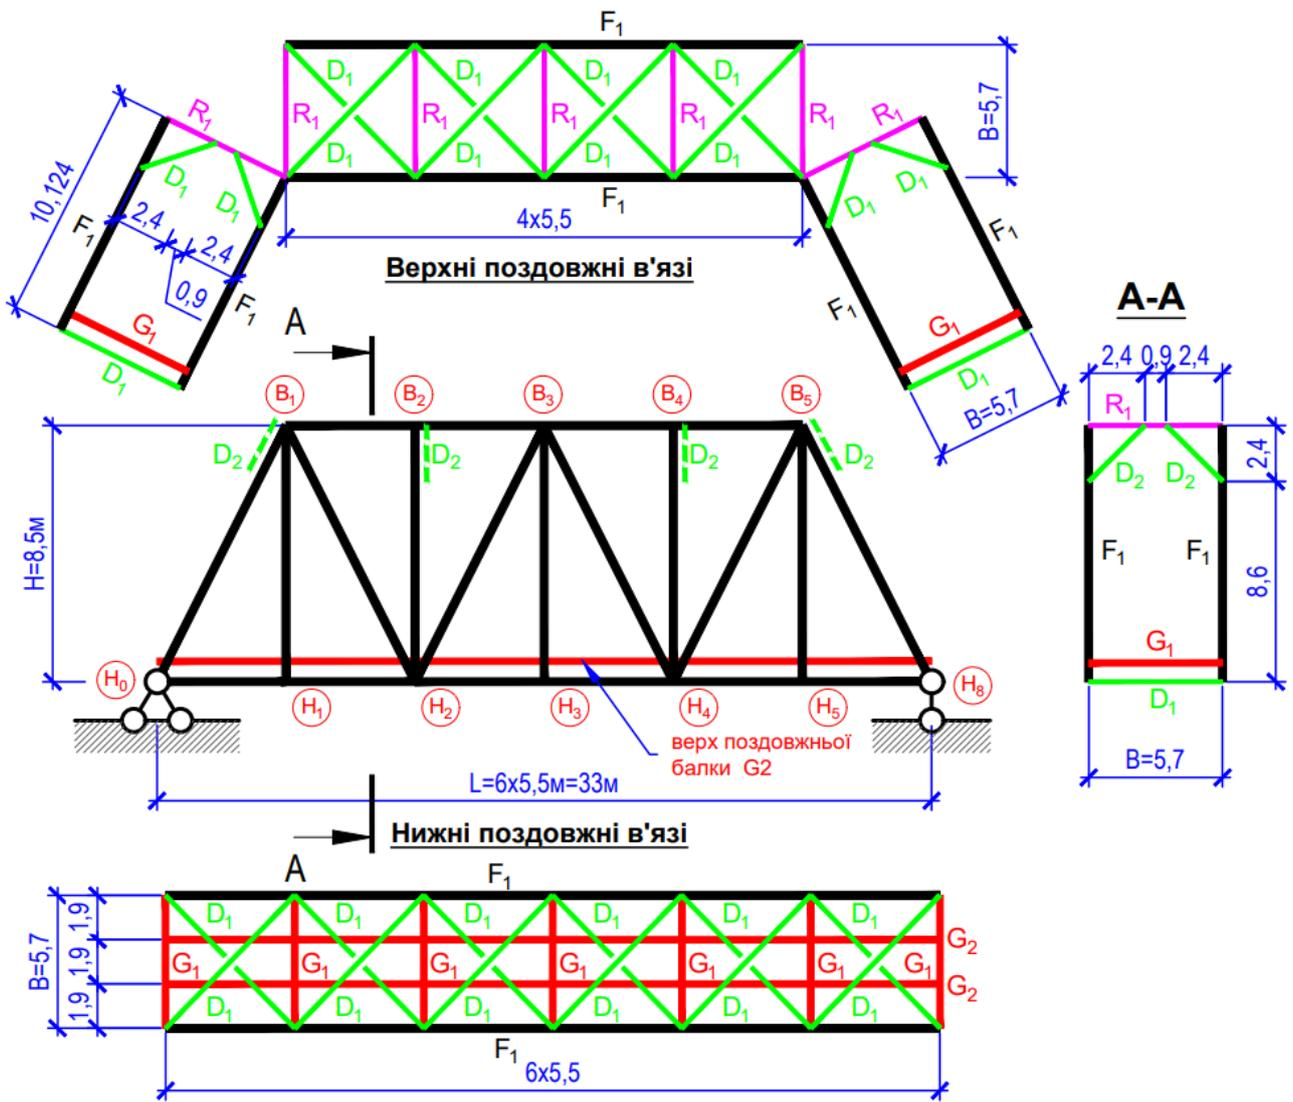 F₁
D₁ D₁ D₁ D₁
R₁ R₁ R₁ R₁ R₁
D₁ D₁ D₁ D₁
F₁
4x5,5
B=5,7
Верхні поздовжні в'язі
R₁
D₁
D₁
10,124
F₁
2,4
2,4
0,9
F₁
G₁
D₁
R₁
D₁
D₁
F₁
F₁
G₁
D₁
B=5,7
A
B₁ B₂ B₃ B₄ B₅
D₂ D₂ D₂ D₂
H=8,5м
H₀ H₁ H₂ H₃ H₄ H₅ H₈
верх поздовжньої
балки G2
L=6x5,5м=33м
A
A-A
2,4 0,9 2,4
R₁
D₂ D₂
2,4
F₁ F₁
8,6
G₁
D₁
B=5,7
Нижні поздовжні в'язі
F₁
D₁ D₁ D₁ D₁ D₁ D₁
G₂
G₁ G₁ G₁ G₁ G₁ G₁ G₁
G₂
D₁ D₁ D₁ D₁ D₁ D₁
B=5,7
1,9
1,9
1,9
F₁
6x5,5